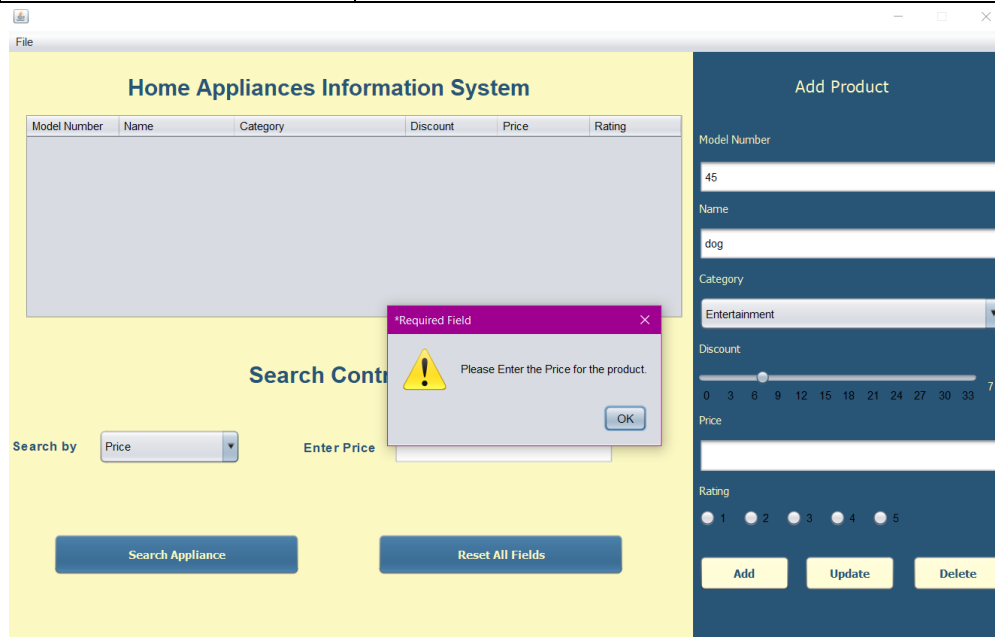 File
Home Appliances Information System
Model Number Name Category Discount Price Rating
*Required Field
Please Enter the Price for the product.
OK
Search Contr
Search by Price Enter Price
Search Appliance Reset All Fields
Add Product
Model Number
45
Name
dog
Category
Entertainment
Discount
0 3 6 9 12 15 18 21 24 27 30 33 7
Price
Rating
1 2 3 4 5
Add Update Delete